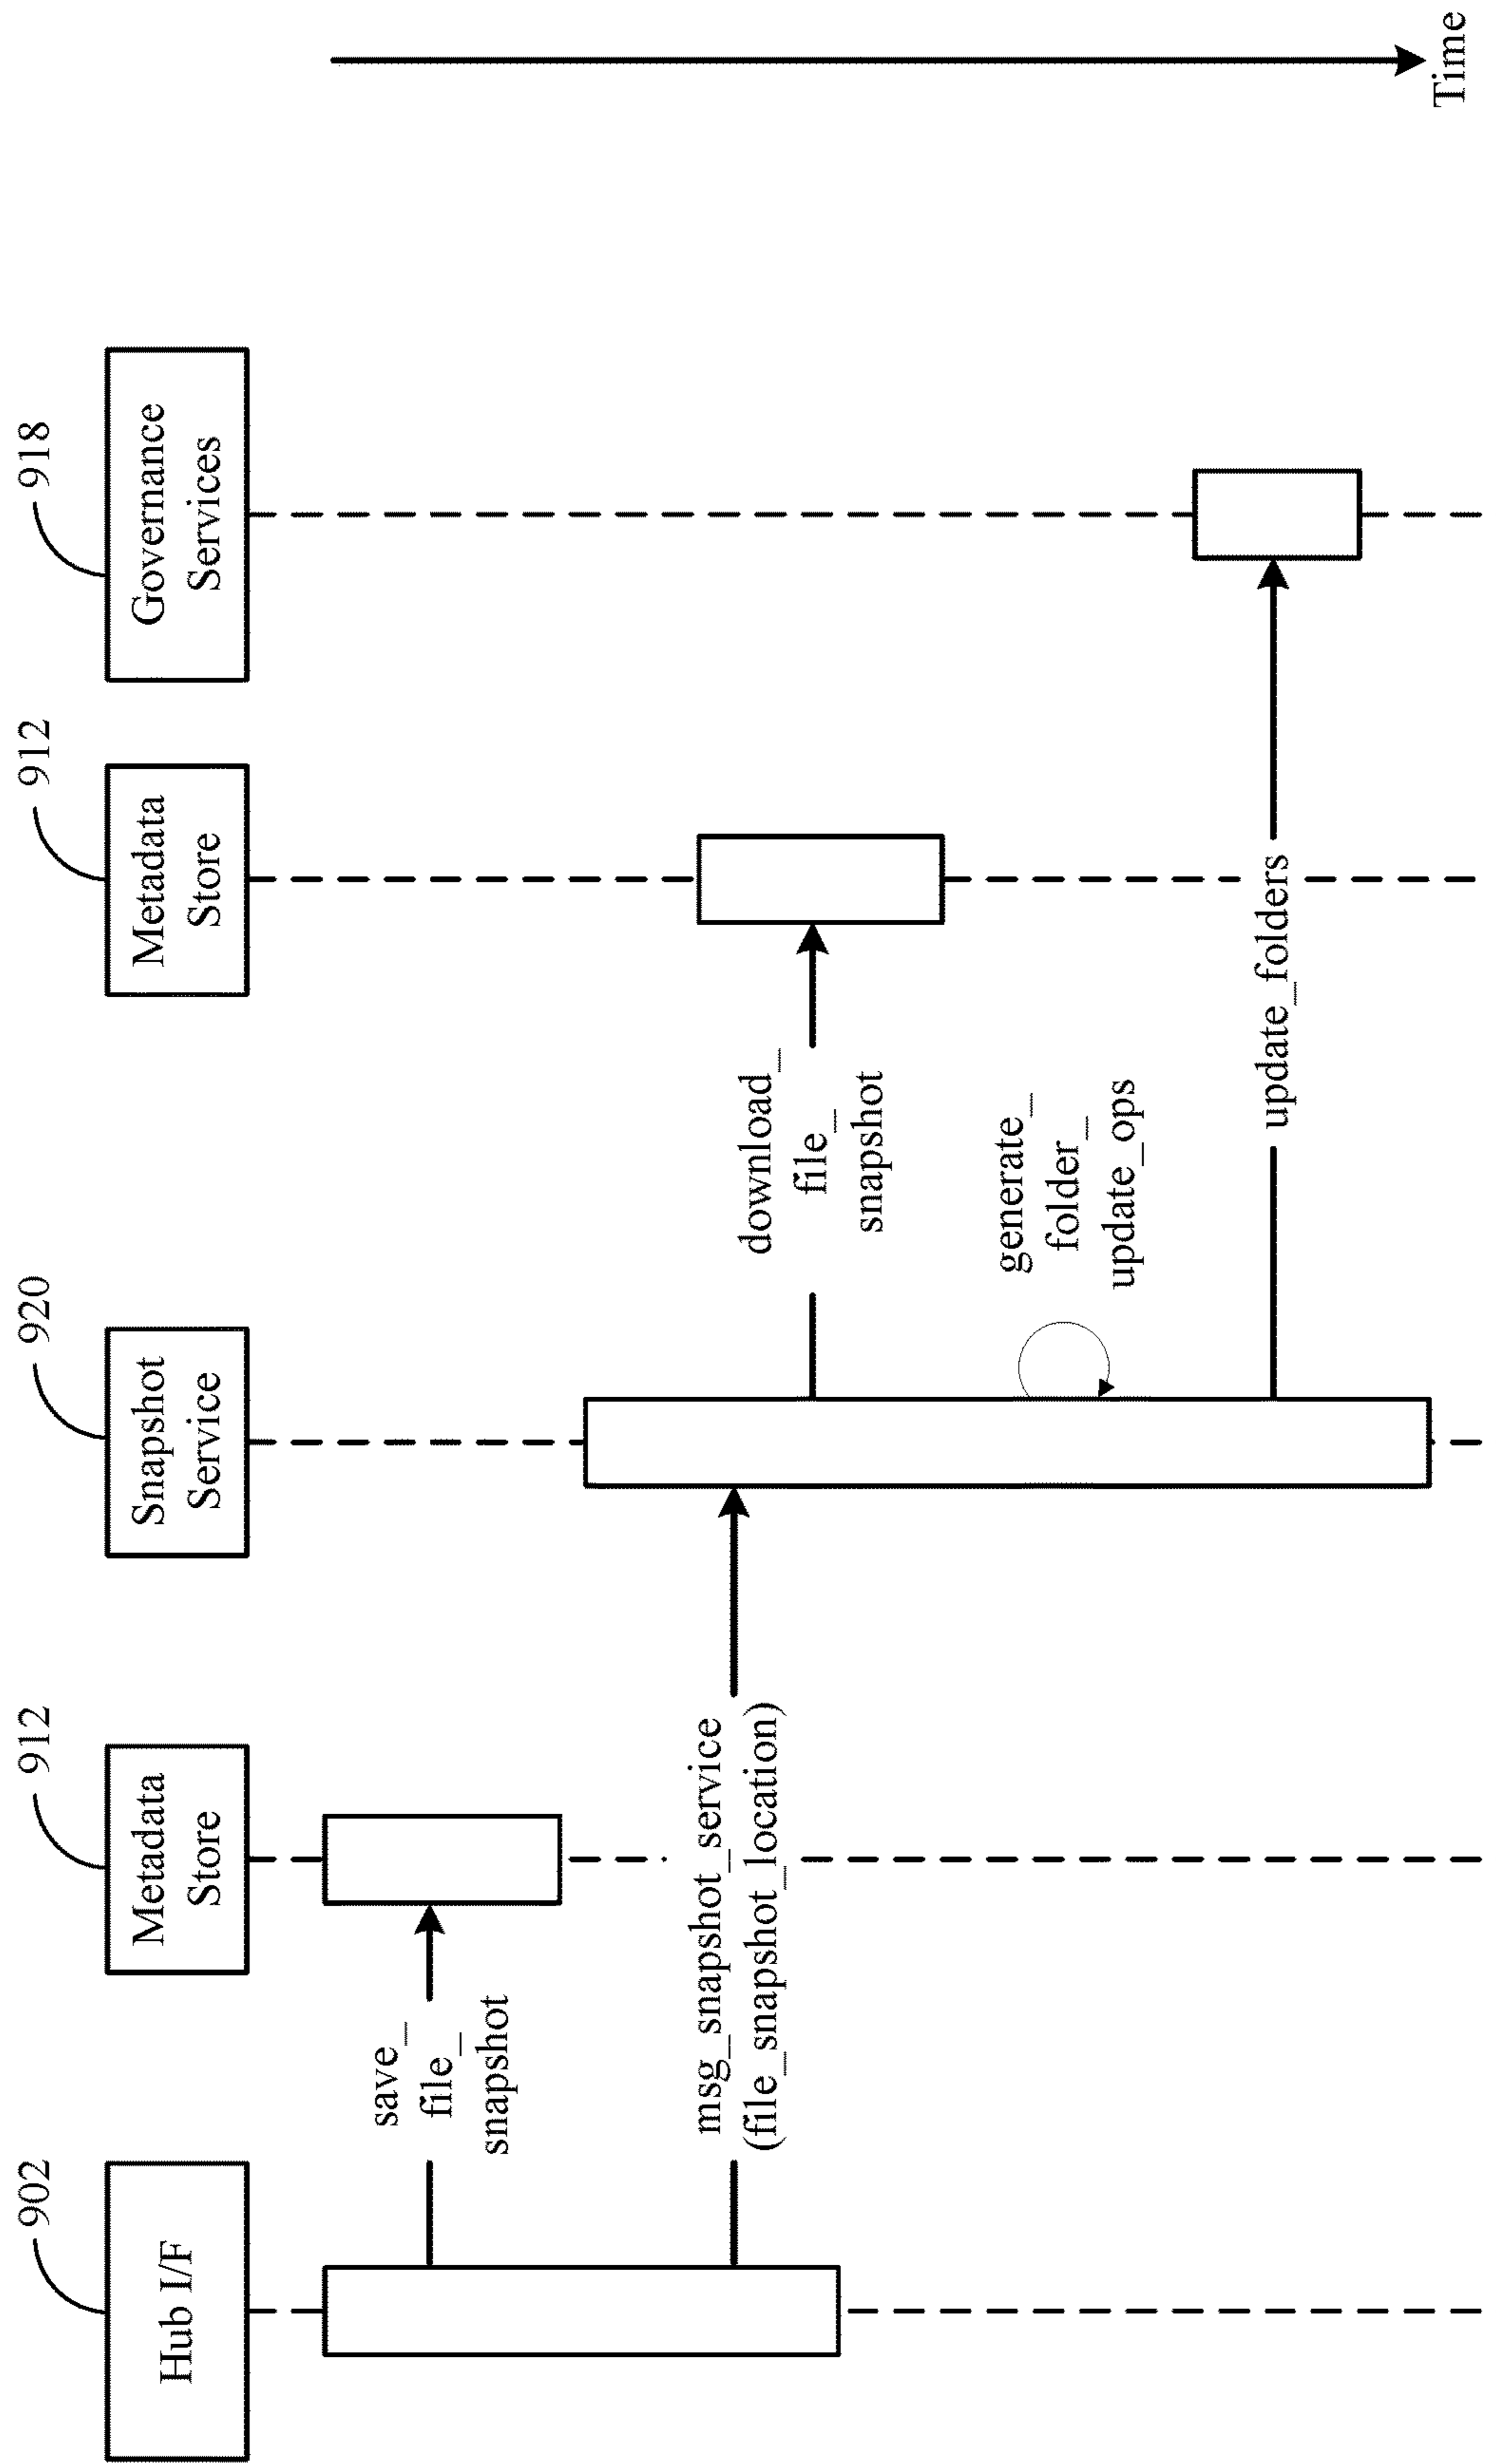 902
912
920
912
918
Hub I/F
Metadata
Store
Snapshot
Service
Metadata
Store
Governance
Services
save_
file_
snapshot
msg_snapshot_service
(file_snapshot_location)
download_
file_
snapshot
generate_
folder_
update_ops
update_folders
Time